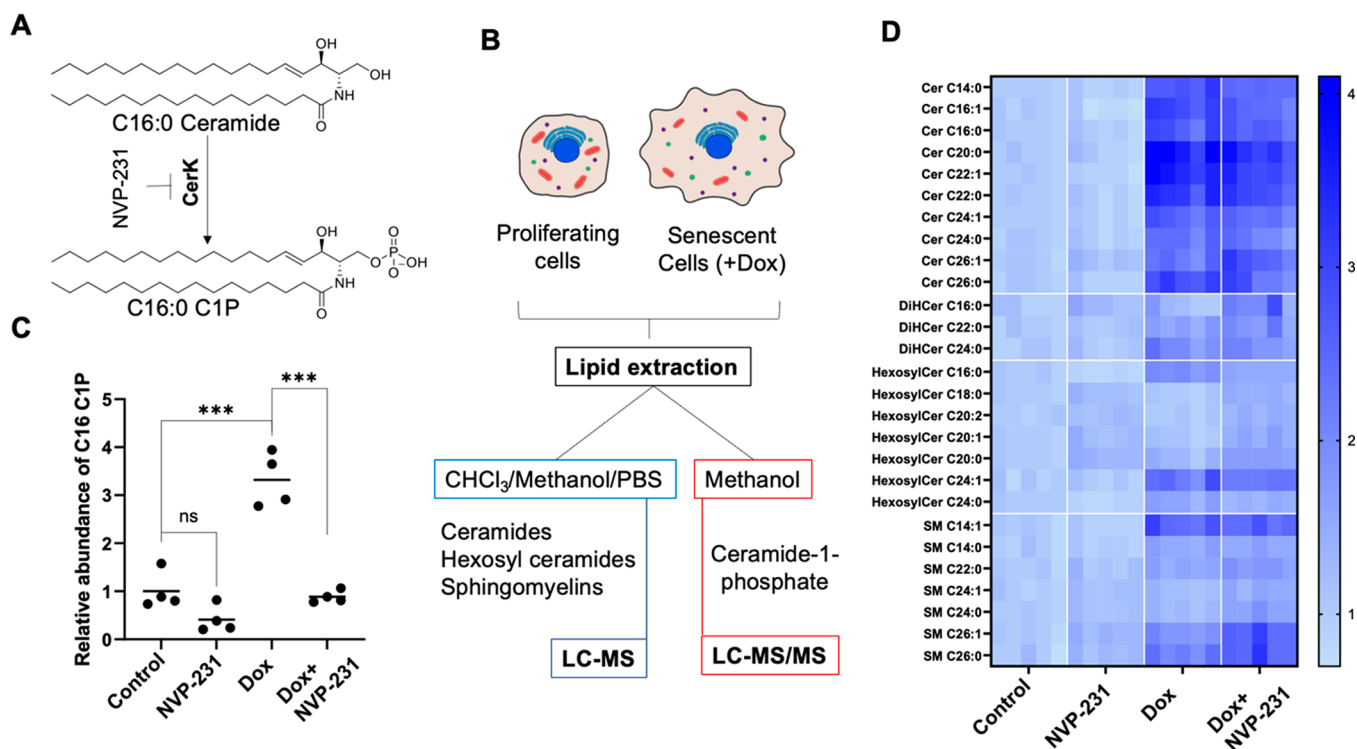 A
OH
OH
NH
O
C16:0 Ceramide
NVP-231
CerK
OH
O
O
P
OH
O
NH
O
C16:0 C1P
B
Proliferating
cells
Senescent
Cells (+Dox)
Lipid extraction
CHCl3/Methanol/PBS
Methanol
Ceramides
Hexosyl ceramides
Sphingomyelins
Ceramide-1-
phosphate
LC-MS
LC-MS/MS
C
Relative abundance of C16 C1P
5
4
3
2
1
0
***
***
ns
Control
NVP-231
Dox
Dox+
NVP-231
D
Cer C14:0
Cer C16:1
Cer C16:0
Cer C20:0
Cer C22:1
Cer C22:0
Cer C24:1
Cer C24:0
Cer C26:1
Cer C26:0
DiHCer C16:0
DiHCer C22:0
DiHCer C24:0
HexosylCer C16:0
HexosylCer C18:0
HexosylCer C20:2
HexosylCer C20:1
HexosylCer C20:0
HexosylCer C24:1
HexosylCer C24:0
SM C14:1
SM C14:0
SM C22:0
SM C24:1
SM C24:0
SM C26:1
SM C26:0
Control
NVP-231
Dox
Dox+
NVP-231
4
3
2
1